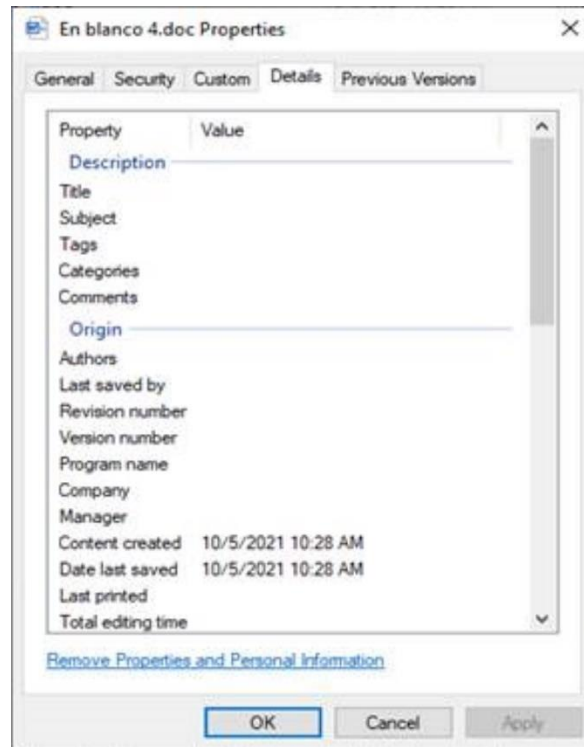 En blanco 4.doc Properties
General Security Custom Details Previous Versions
Property Value
Description
Title
Subject
Tags
Categories
Comments
Origin
Authors
Last saved by
Revision number
Version number
Program name
Company
Manager
Content created 10/5/2021 10:28 AM
Date last saved 10/5/2021 10:28 AM
Last printed
Total editing time
Remove Properties and Personal Information
OK Cancel Apply